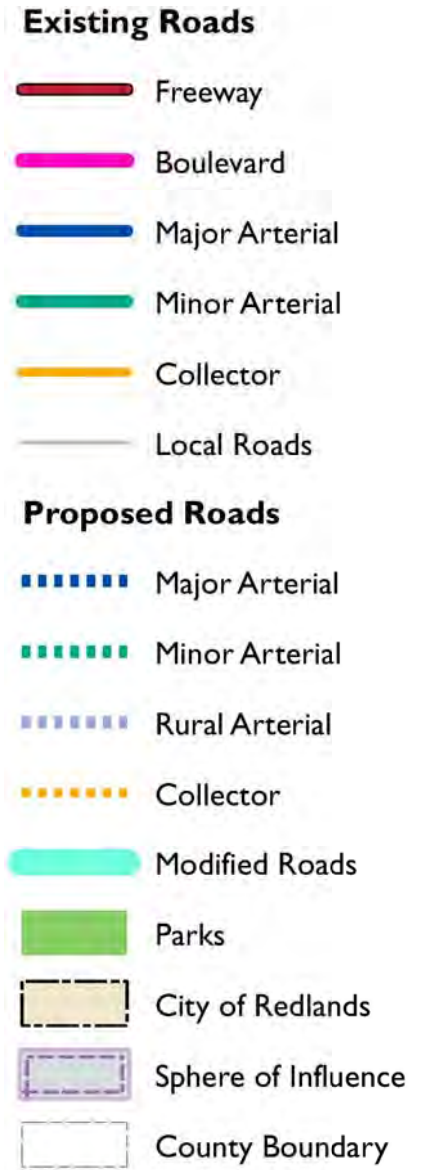 Existing Roads
Freeway
Boulevard
Major Arterial
Minor Arterial
Collector
Local Roads
Proposed Roads
Major Arterial
Minor Arterial
Rural Arterial
Collector
Modified Roads
Parks
City of Redlands
Sphere of Influence
County Boundary